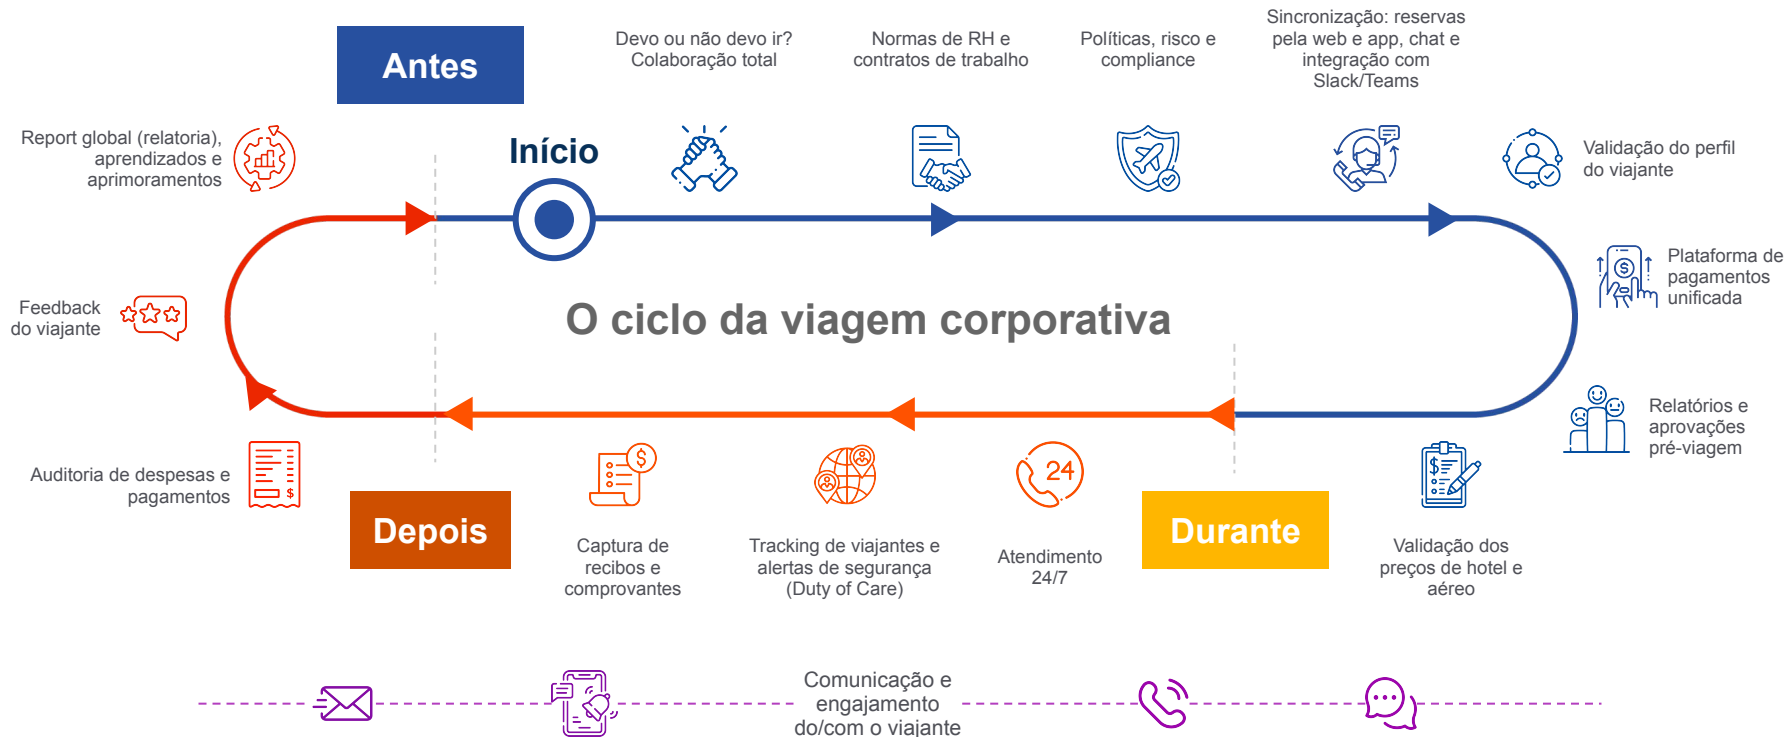 Antes
Devo ou não devo ir?
Colaboração total
Normas de RH e
contratos de trabalho
Políticas, risco e
compliance
Sincronização: reservas
pela web e app, chat e
integração com
Slack/Teams
Report global (relatoria),
aprendizados e
aprimoramentos
Início
Validação do perfil
do viajante
Plataforma de
pagamentos
unificada
$
Feedback
do viajante
O ciclo da viagem corporativa
Relatórios e
aprovações
pré-viagem
Auditoria de despesas e
pagamentos
$
Depois
$
Captura de
recibos e
comprovantes
Tracking de viajantes e
alertas de segurança
(Duty of Care)
24
Atendimento
24/7
Durante
$
Validação dos
preços de hotel e
aéreo
Comunicação e
engajamento
do/com o viajante